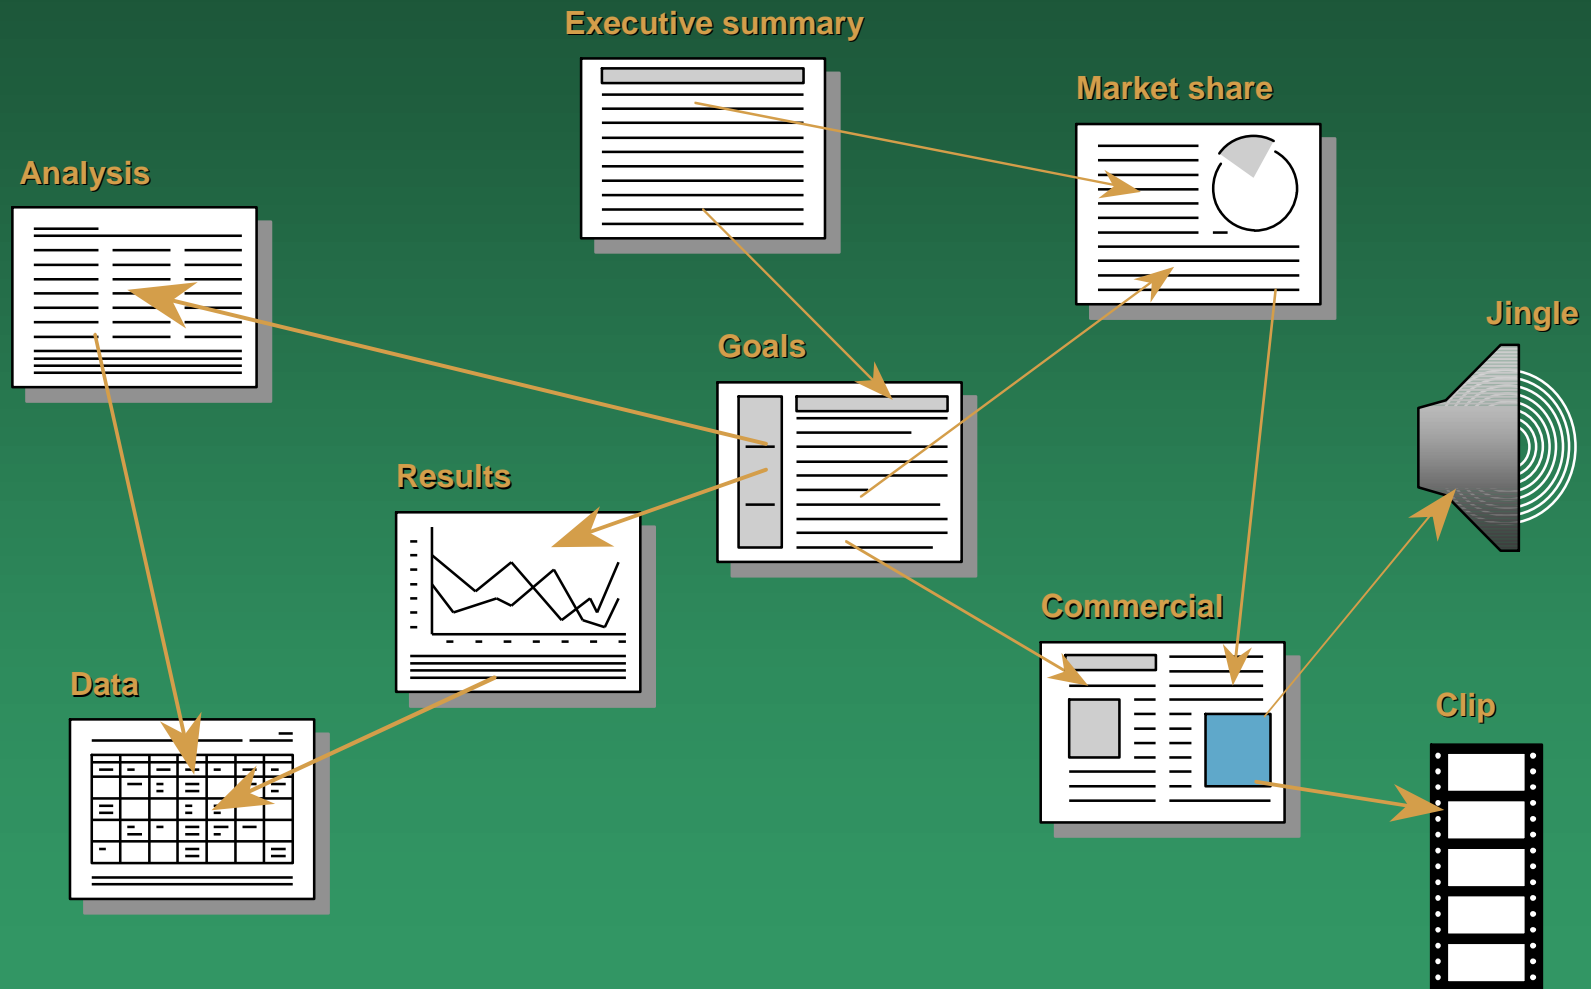 Executive summary
Market share
Analysis
Jingle
Goals
Results
Commercial
Data
Clip